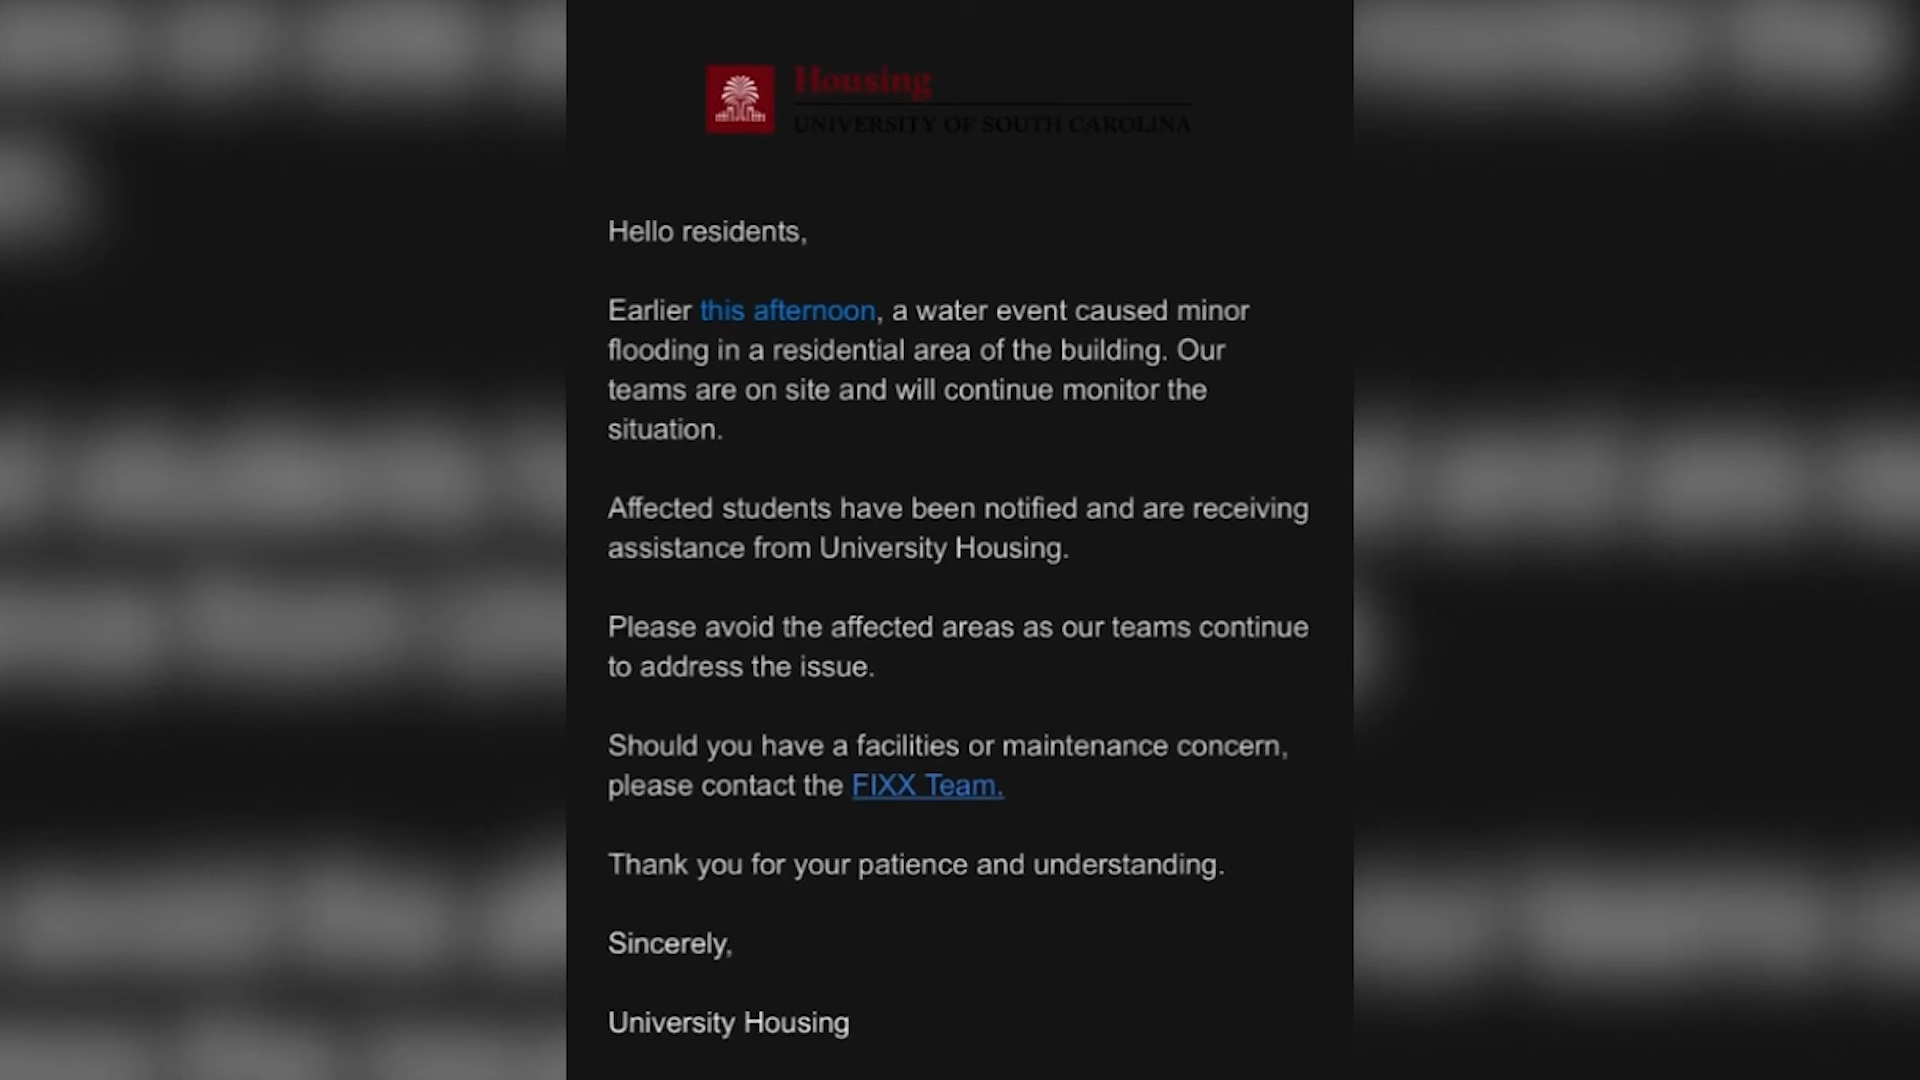 Housing
UNIVERSITY OF SOUTH CAROLINA
Hello residents,
Earlier this afternoon, a water event caused minor
flooding in a residential area of the building. Our
teams are on site and will continue monitor the
situation.
Affected students have been notified and are receiving
assistance from University Housing.
Please avoid the affected areas as our teams continue
to address the issue.
Should you have a facilities or maintenance concern,
please contact the FIXX Team.
Thank you for your patience and understanding.
Sincerely,
University Housing